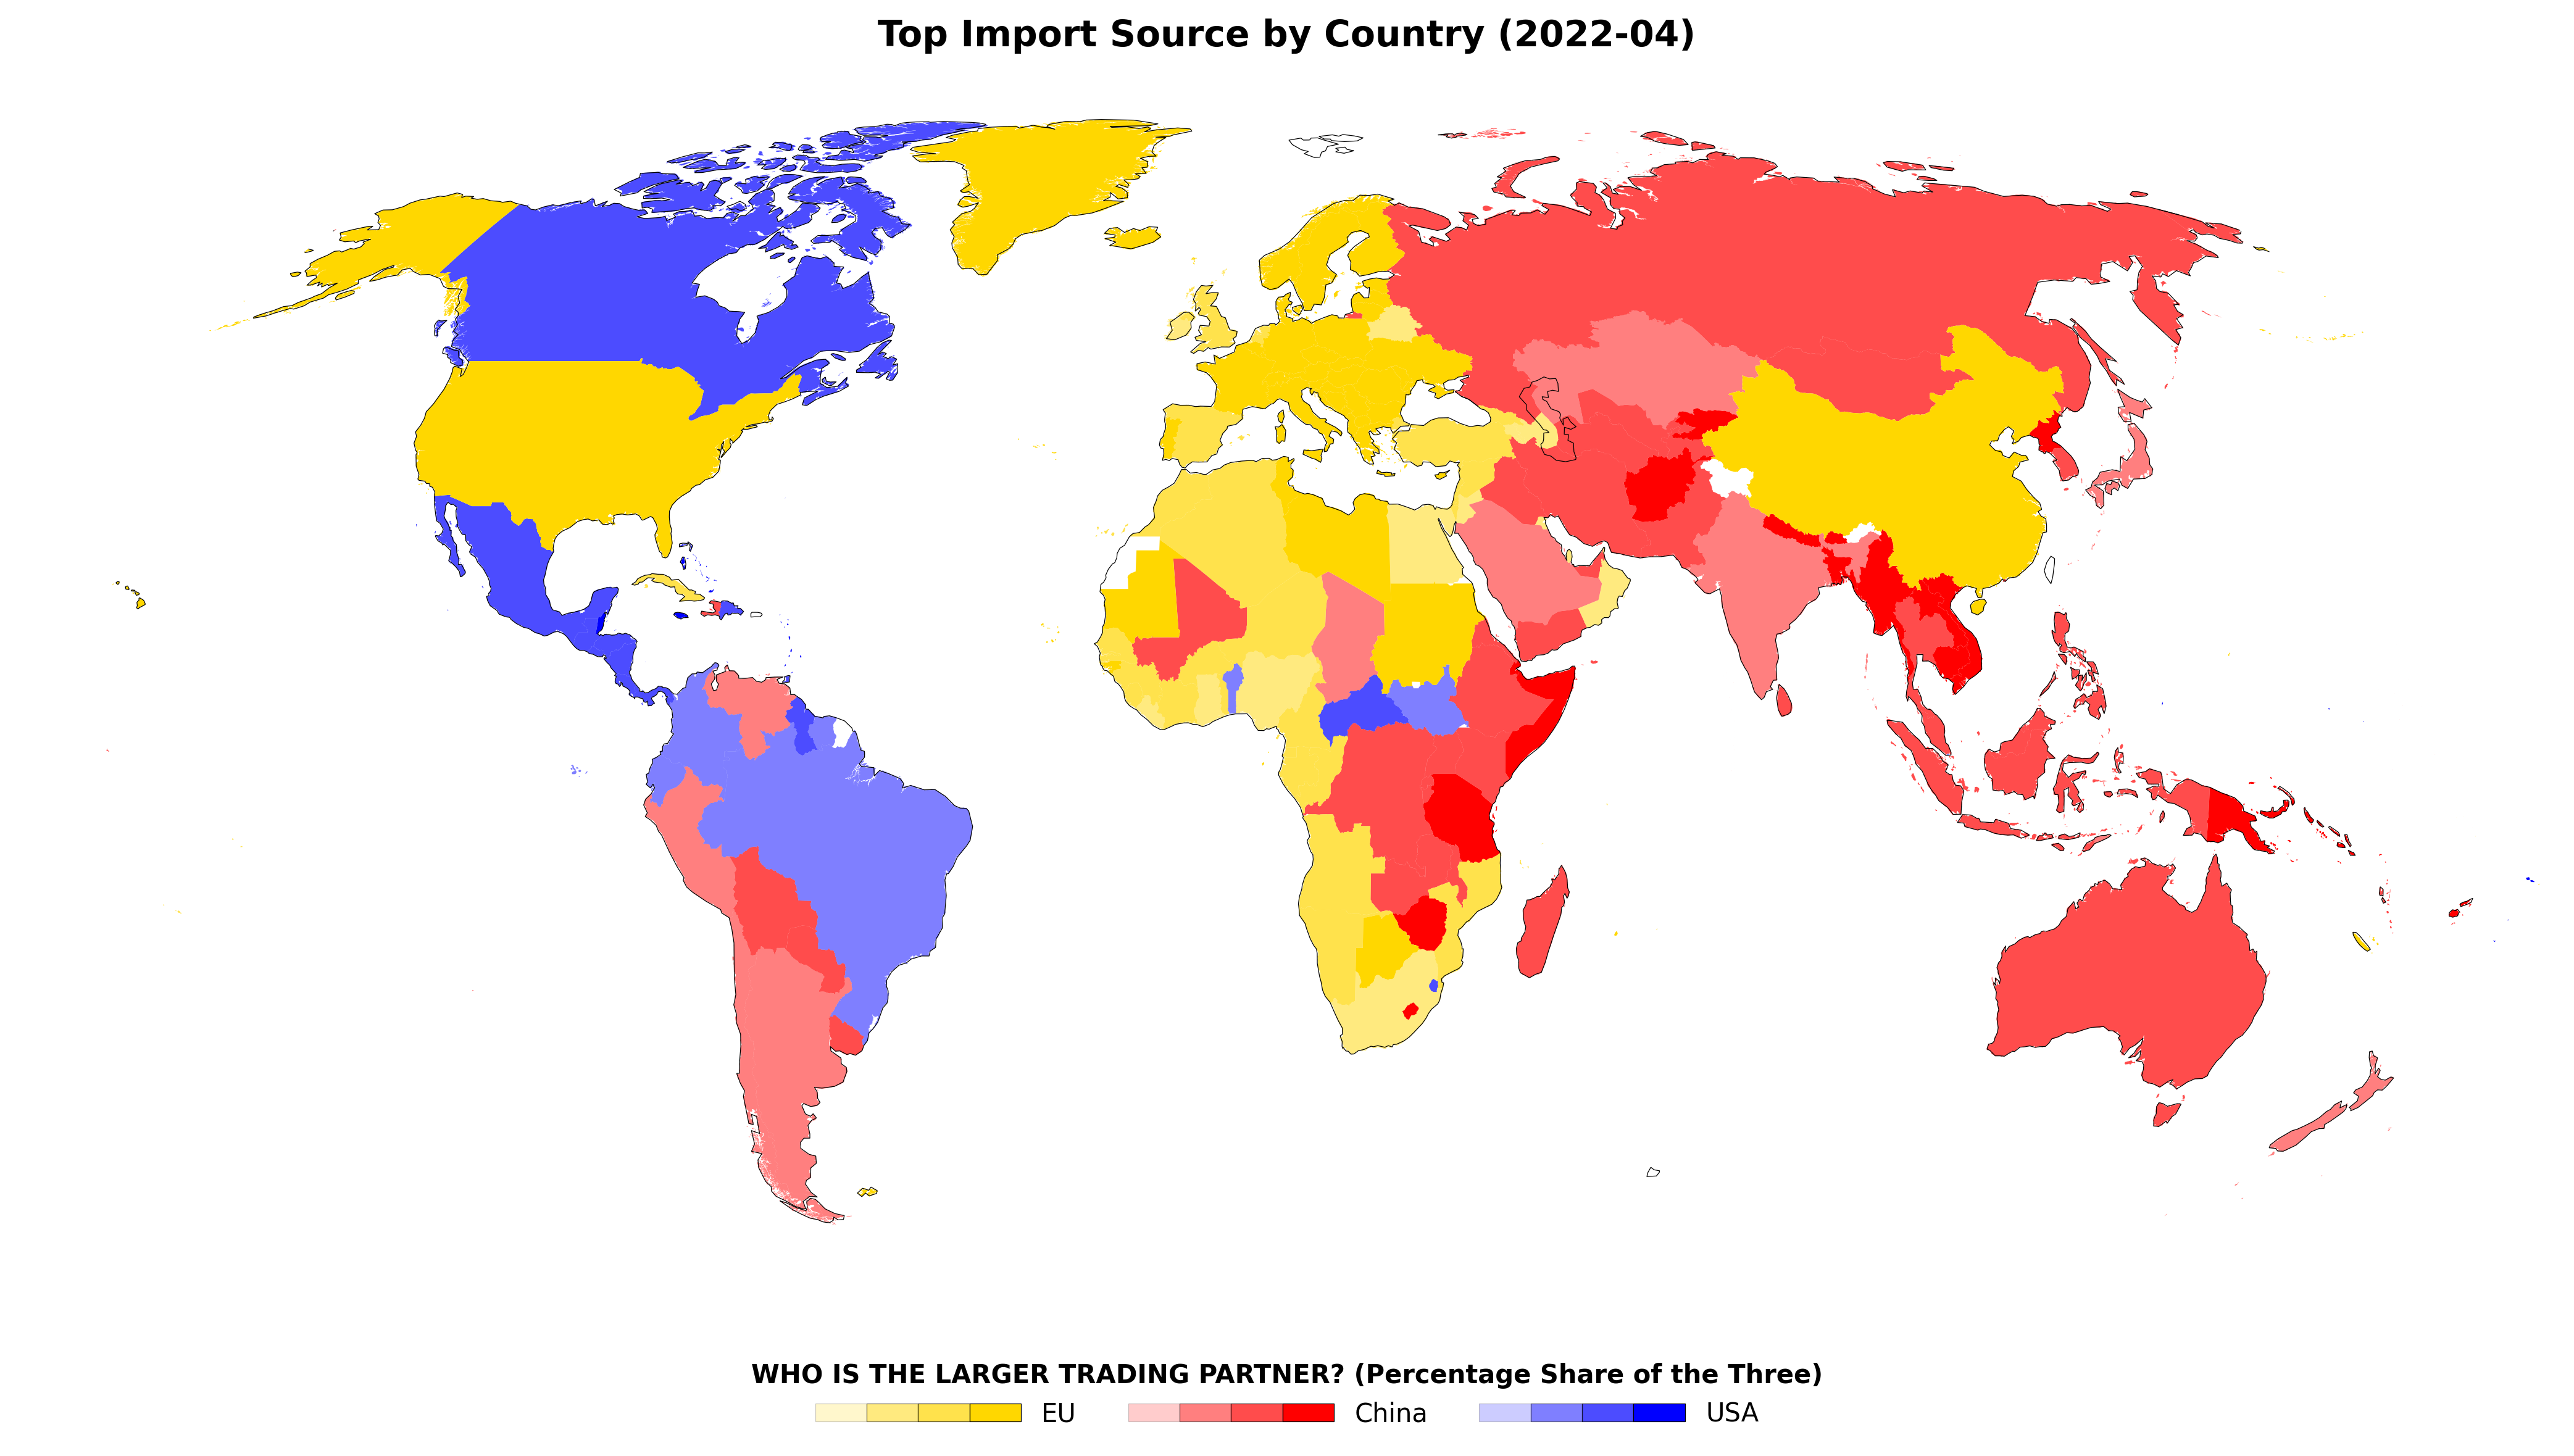 Top Import Source by Country (2022-04)
WHO IS THE LARGER TRADING PARTNER? (Percentage Share of the Three)
EU China USA